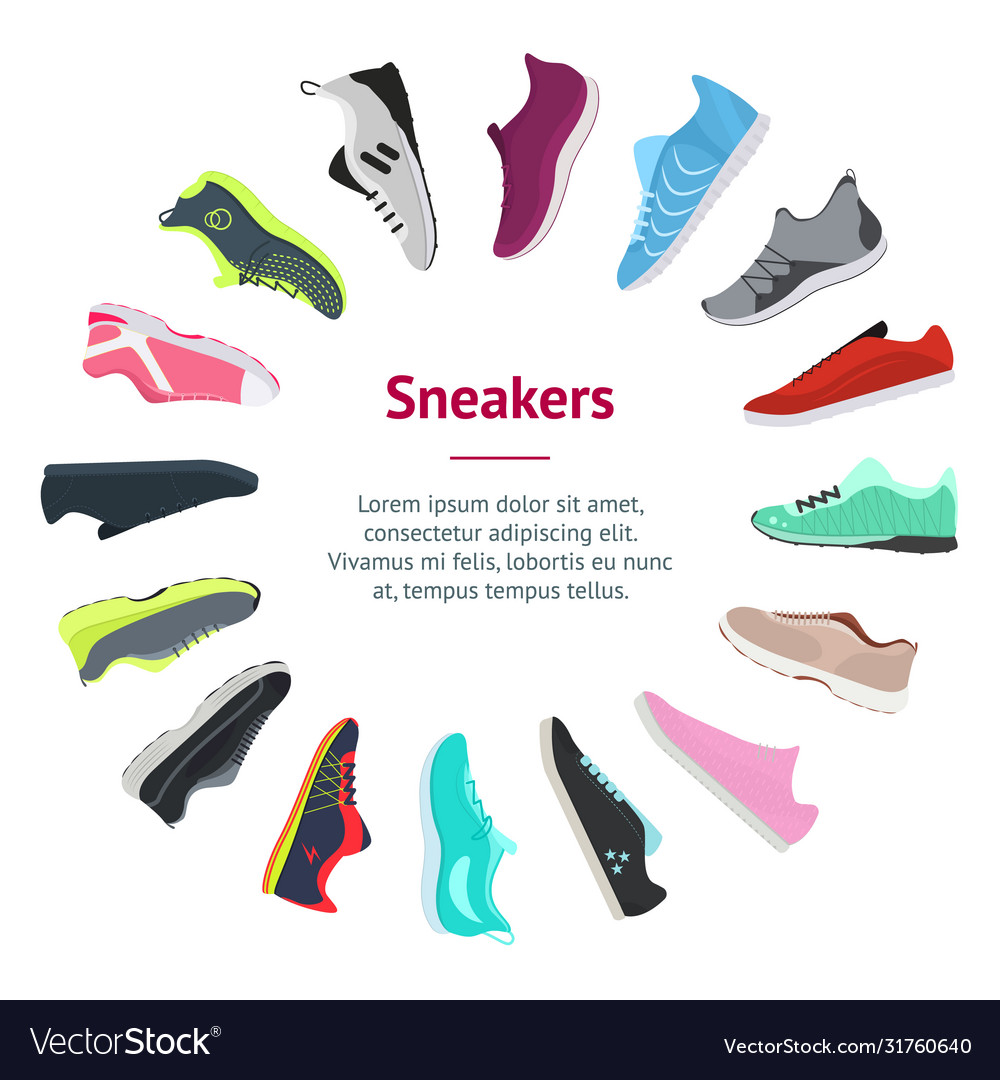 Sneakers
Lorem ipsum dolor sit amet,
consectetur adipiscing elit.
Vivamus mi felis, lobortis eu nunc
at, tempus tempus tellus.
VectorStock®
VectorStock.com/31760640